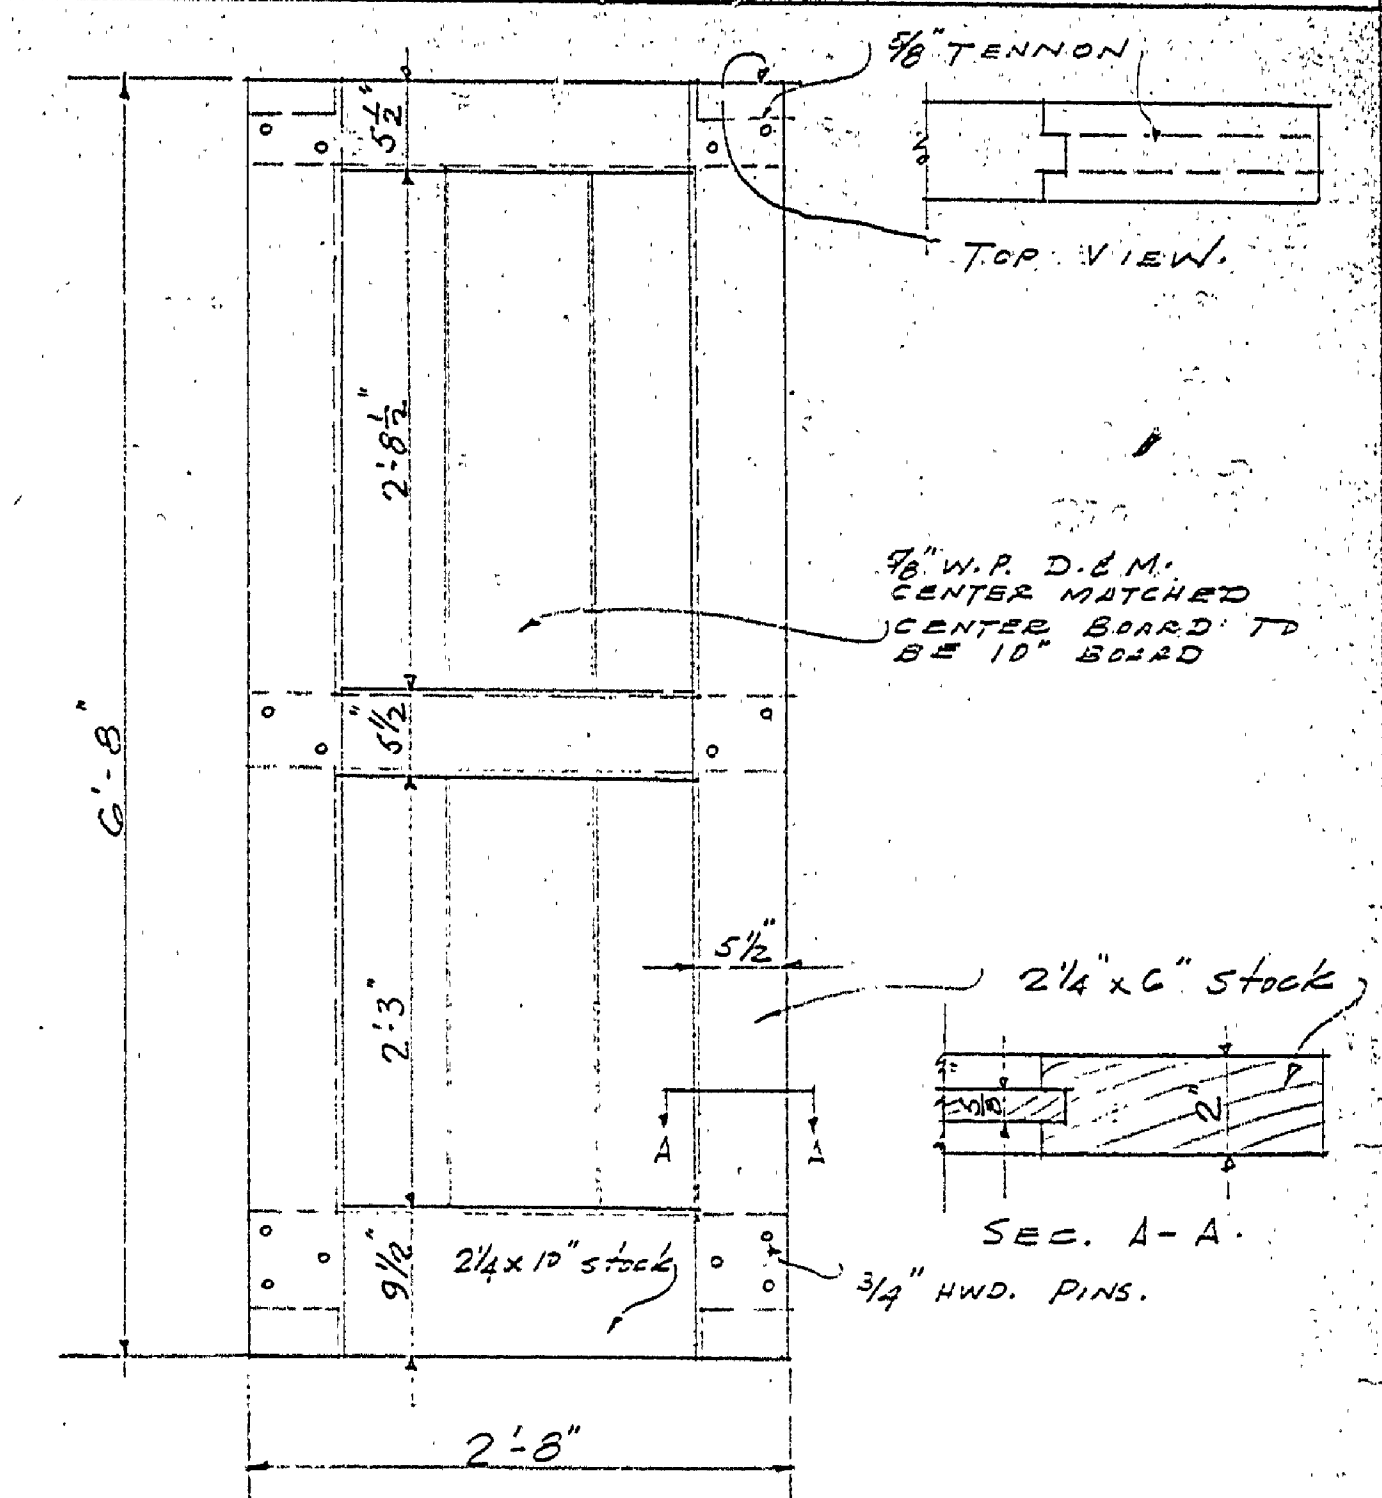 5/8" TENNON
5 1/2"
TOP VIEW.
2'-8 1/2"
7/8" W.P. D.&M.
CENTER MATCHED
CENTER BOARD TO
BE 10" BOARD
5 1/2"
6'-8"
5 1/2"
2 1/4" x 6" stock
2'-3"
5/8
2"
A
A
SEC. A-A.
9 1/2"
2 1/4 x 10" stock
3/4" HWD. PINS.
2'-8"